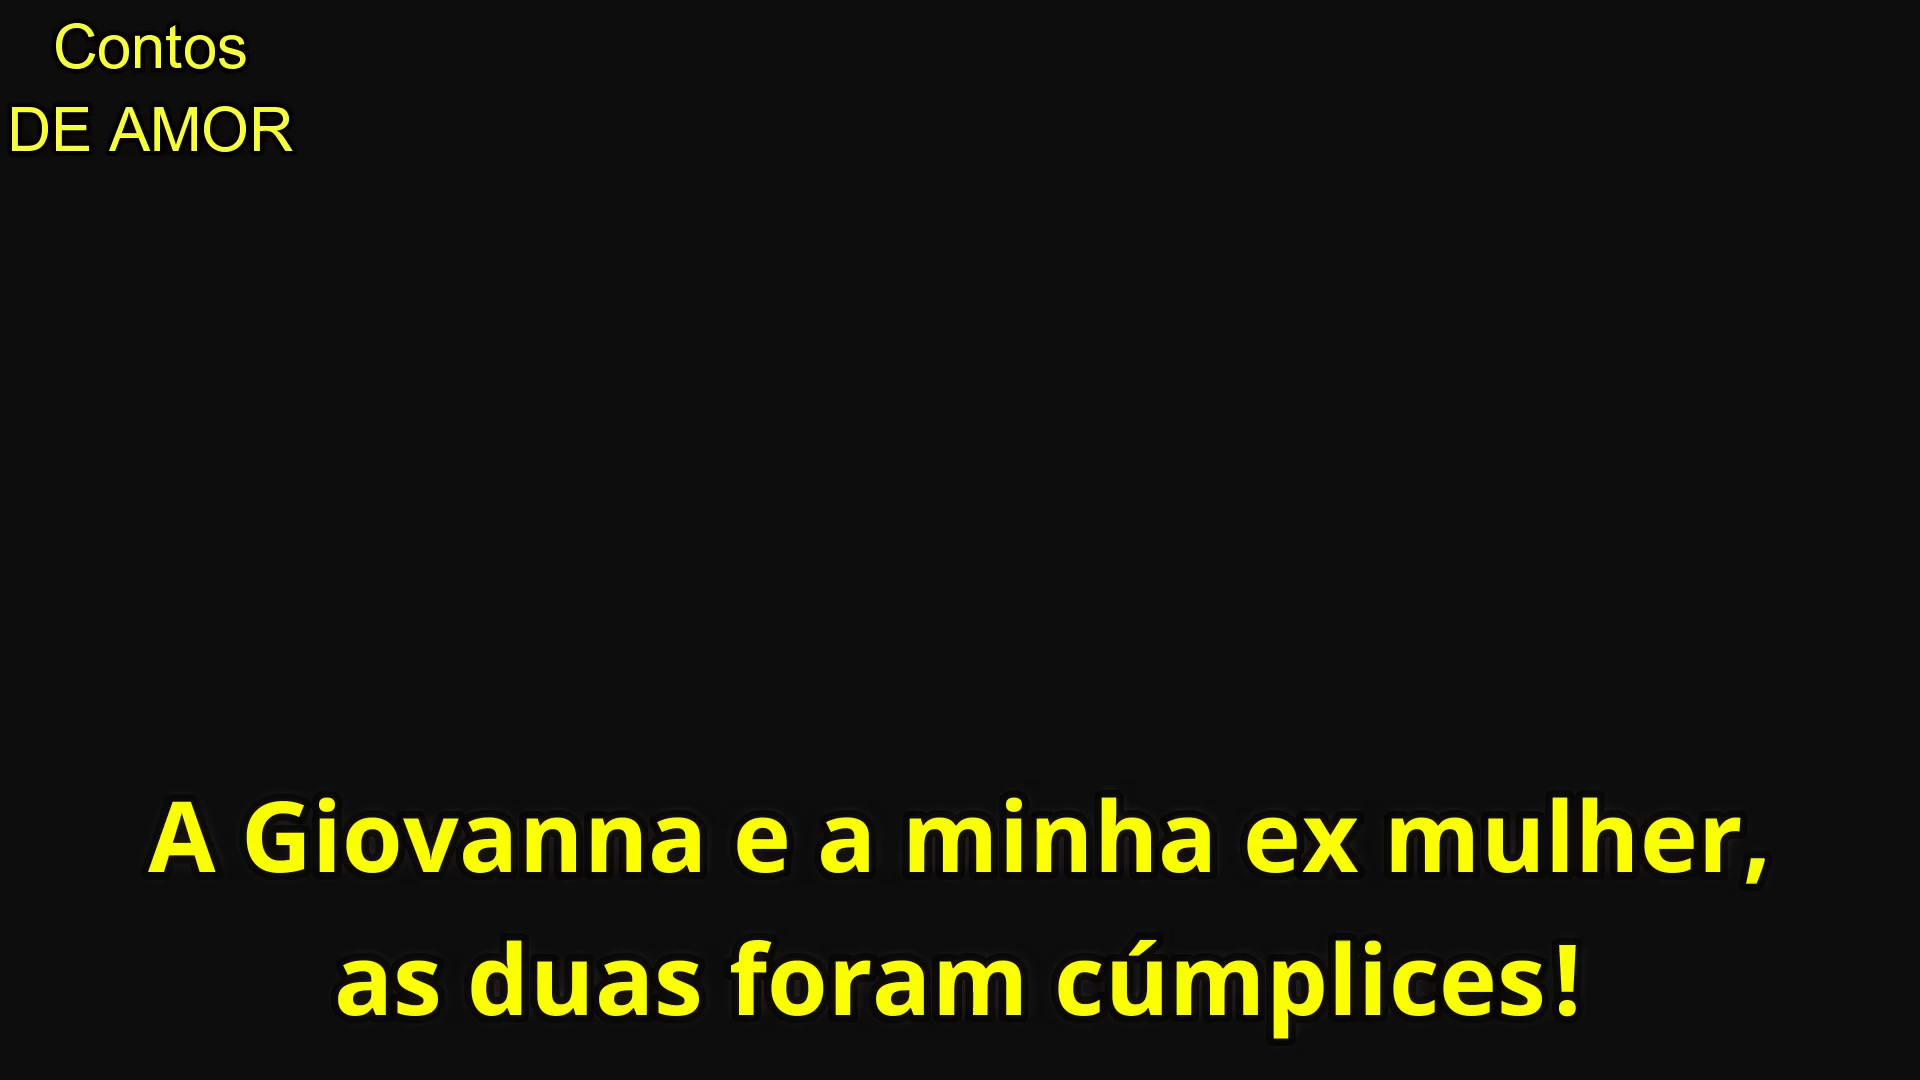 Contos
DE AMOR
A Giovanna e a minha ex mulher,
as duas foram cúmplices!